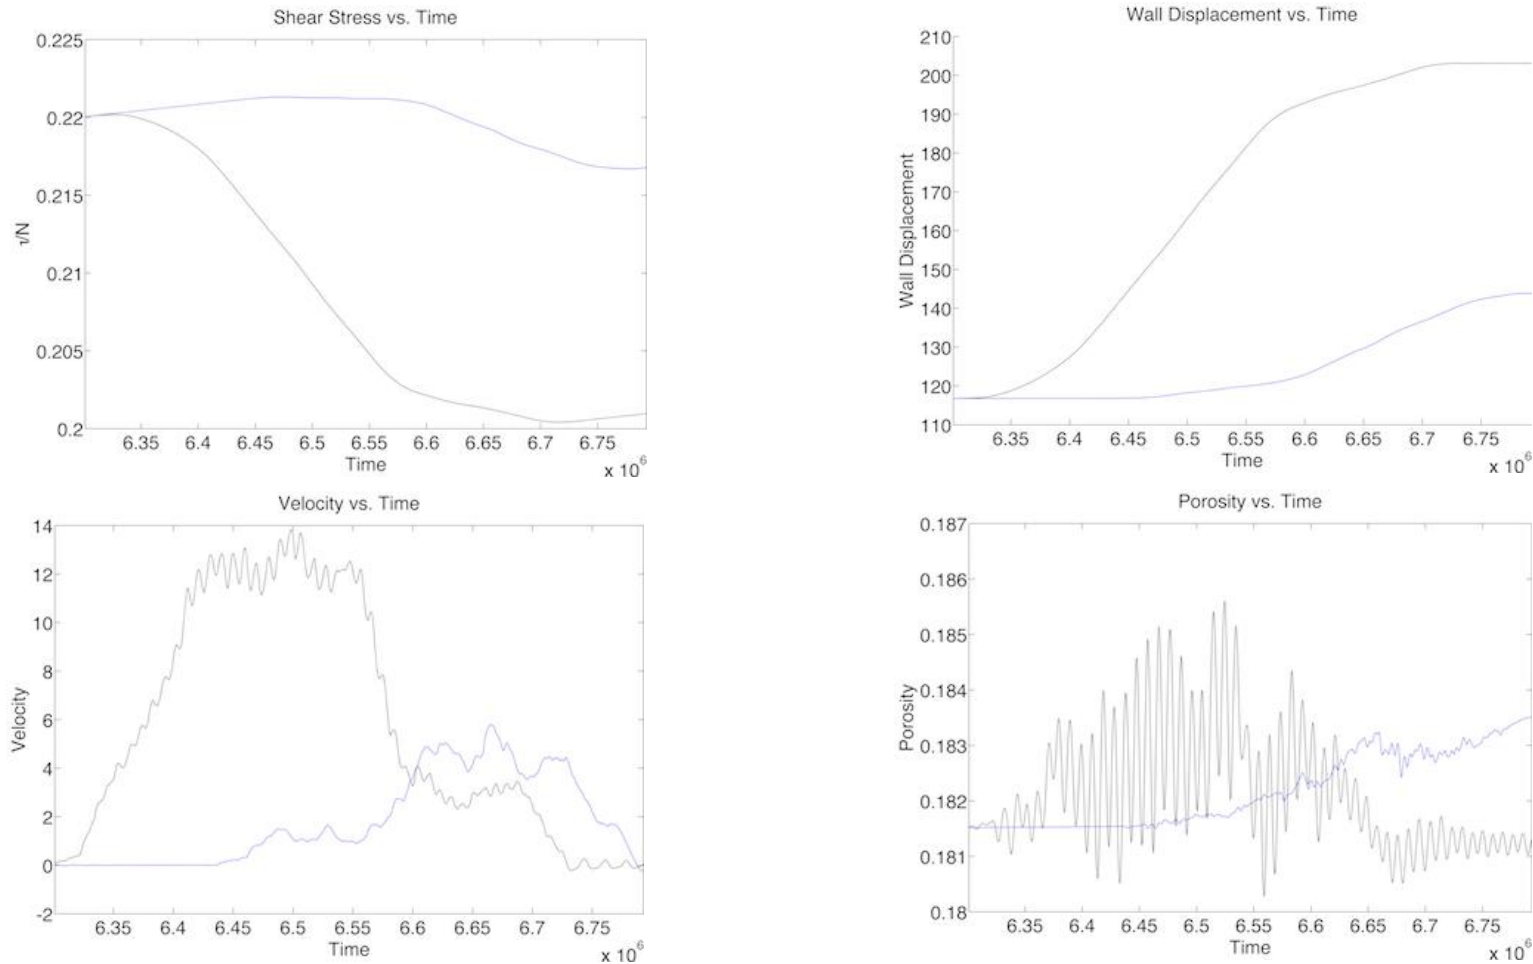 Shear Stress vs. Time
0.225
0.22
0.215
0.21
0.205
0.2
τ/N
6.35 6.4 6.45 6.5 6.55 6.6 6.65 6.7 6.75
Time
x 10^6
Wall Displacement vs. Time
210
200
190
180
170
160
150
140
130
120
110
Wall Displacement
6.35 6.4 6.45 6.5 6.55 6.6 6.65 6.7 6.75
Time
x 10^6
Velocity vs. Time
14
12
10
8
6
4
2
0
-2
Velocity
6.35 6.4 6.45 6.5 6.55 6.6 6.65 6.7 6.75
Time
x 10^6
Porosity vs. Time
0.187
0.186
0.185
0.184
0.183
0.182
0.181
0.18
Porosity
6.35 6.4 6.45 6.5 6.55 6.6 6.65 6.7 6.75
Time
x 10^6